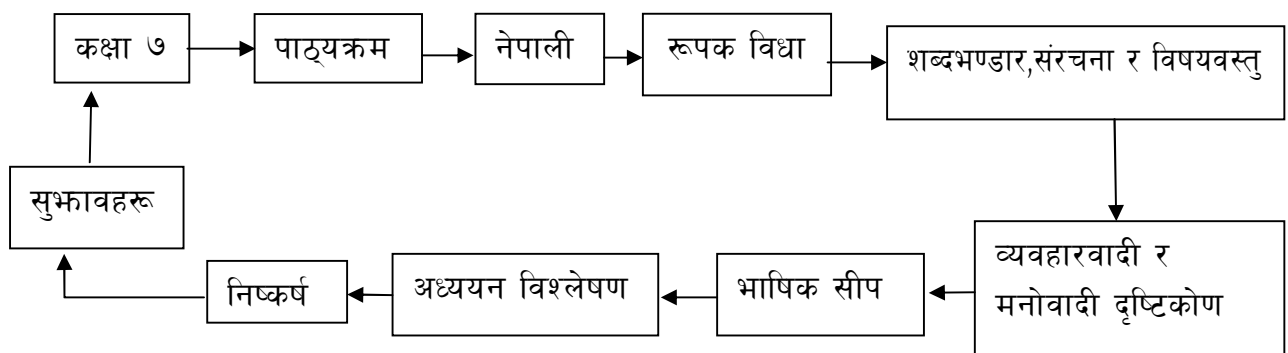 कक्षा ७
पाठ्यक्रम
नेपाली
रूपक विधा
शब्दभण्डार,संरचना र विषयवस्तु
व्यवहारवादी र
मनोवादी दृष्टिकोण
भाषिक सीप
अध्ययन विश्लेषण
निष्कर्ष
सुझावहरू